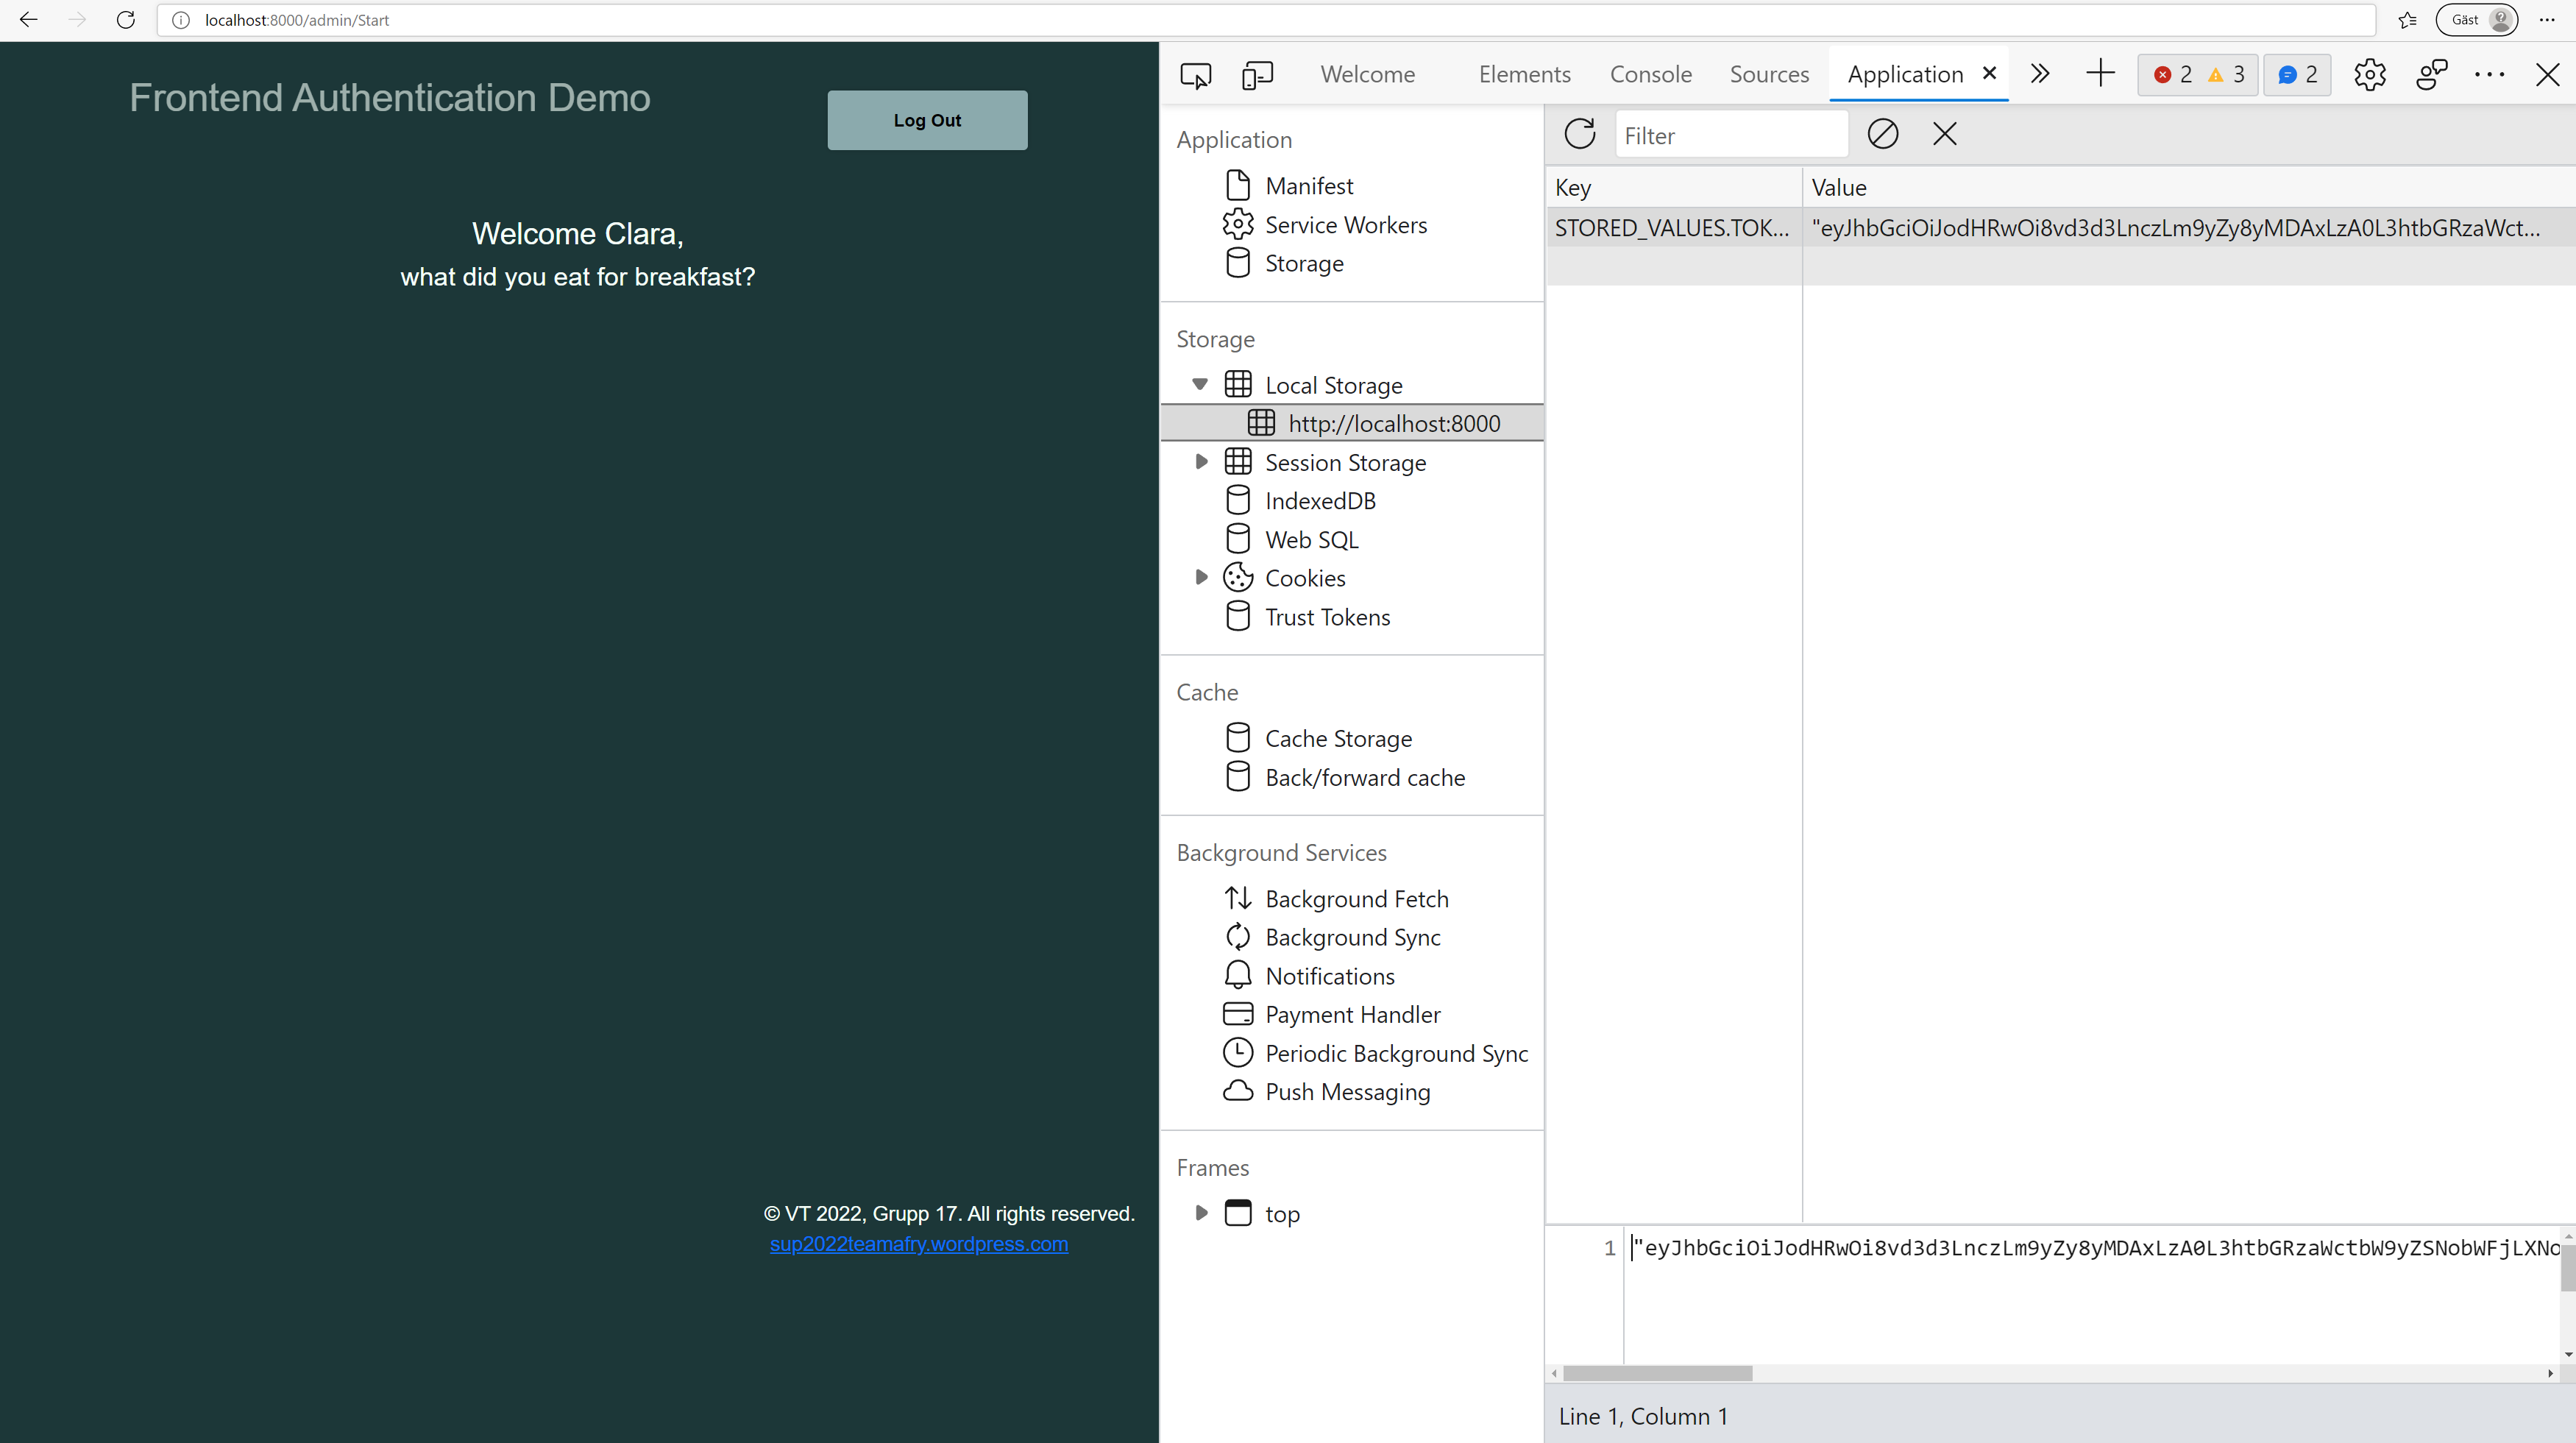 localhost:8000/admin/Start
Gäst
Frontend Authentication Demo
Log Out
Welcome Clara,
what did you eat for breakfast?
© VT 2022, Grupp 17. All rights reserved.
sup2022teamafry.wordpress.com
Welcome
Elements
Console
Sources
Application
2
3
2
Application
Manifest
Service Workers
Storage
Storage
Local Storage
http://localhost:8000
Session Storage
IndexedDB
Web SQL
Cookies
Trust Tokens
Cache
Cache Storage
Back/forward cache
Background Services
Background Fetch
Background Sync
Notifications
Payment Handler
Periodic Background Sync
Push Messaging
Frames
top
Filter
Key Value
STORED_VALUES.TOK... "eyJhbGciOiJodHRwOi8vd3d3LnczLm9yZy8yMDAxLzA0L3htbGRzaWct...
1 "eyJhbGciOiJodHRwOi8vd3d3LnczLm9yZy8yMDAxLzA0L3htbGRzaWctbW9yZSNobWFjLXNo
Line 1, Column 1